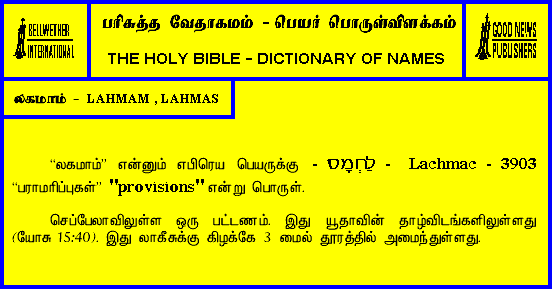 BELLWETHER
INTERNATIONAL
பரிசுத்த வேதாகமம் - பெயர் பொருள்விளக்கம்
THE HOLY BIBLE - DICTIONARY OF NAMES
GOOD NEWS
PUBLISHERS
லகமாம் - LAHMAM , LAHMAS
“லகமாம்” என்னும் எபிரெய பெயருக்கு - לַחְמָס - Lachmac - 3903
“பராமரிப்புகள்” "provisions" என்று பொருள்.
செப்பேலாவிலுள்ள ஒரு பட்டணம். இது யூதாவின் தாழ்விடங்களிலுள்ளது
(யோசு 15:40). இது லாகீசுக்கு கிழக்கே 3 மைல் தூரத்தில் அமைந்துள்ளது.